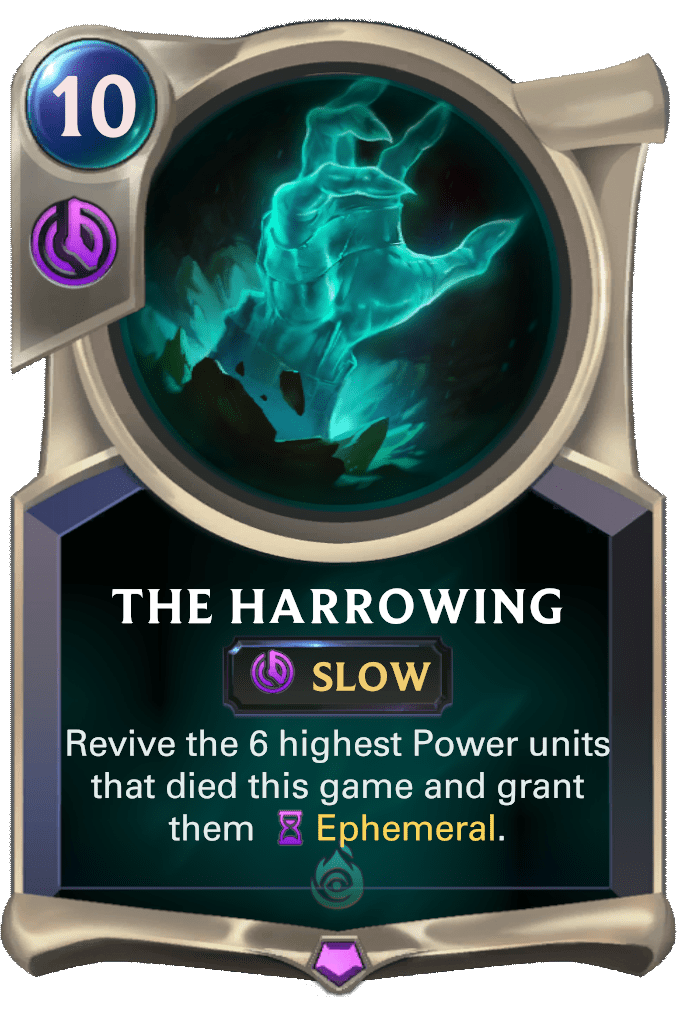 10
THE HARROWING
SLOW
Revive the 6 highest Power units
that died this game and grant
them Ephemeral.